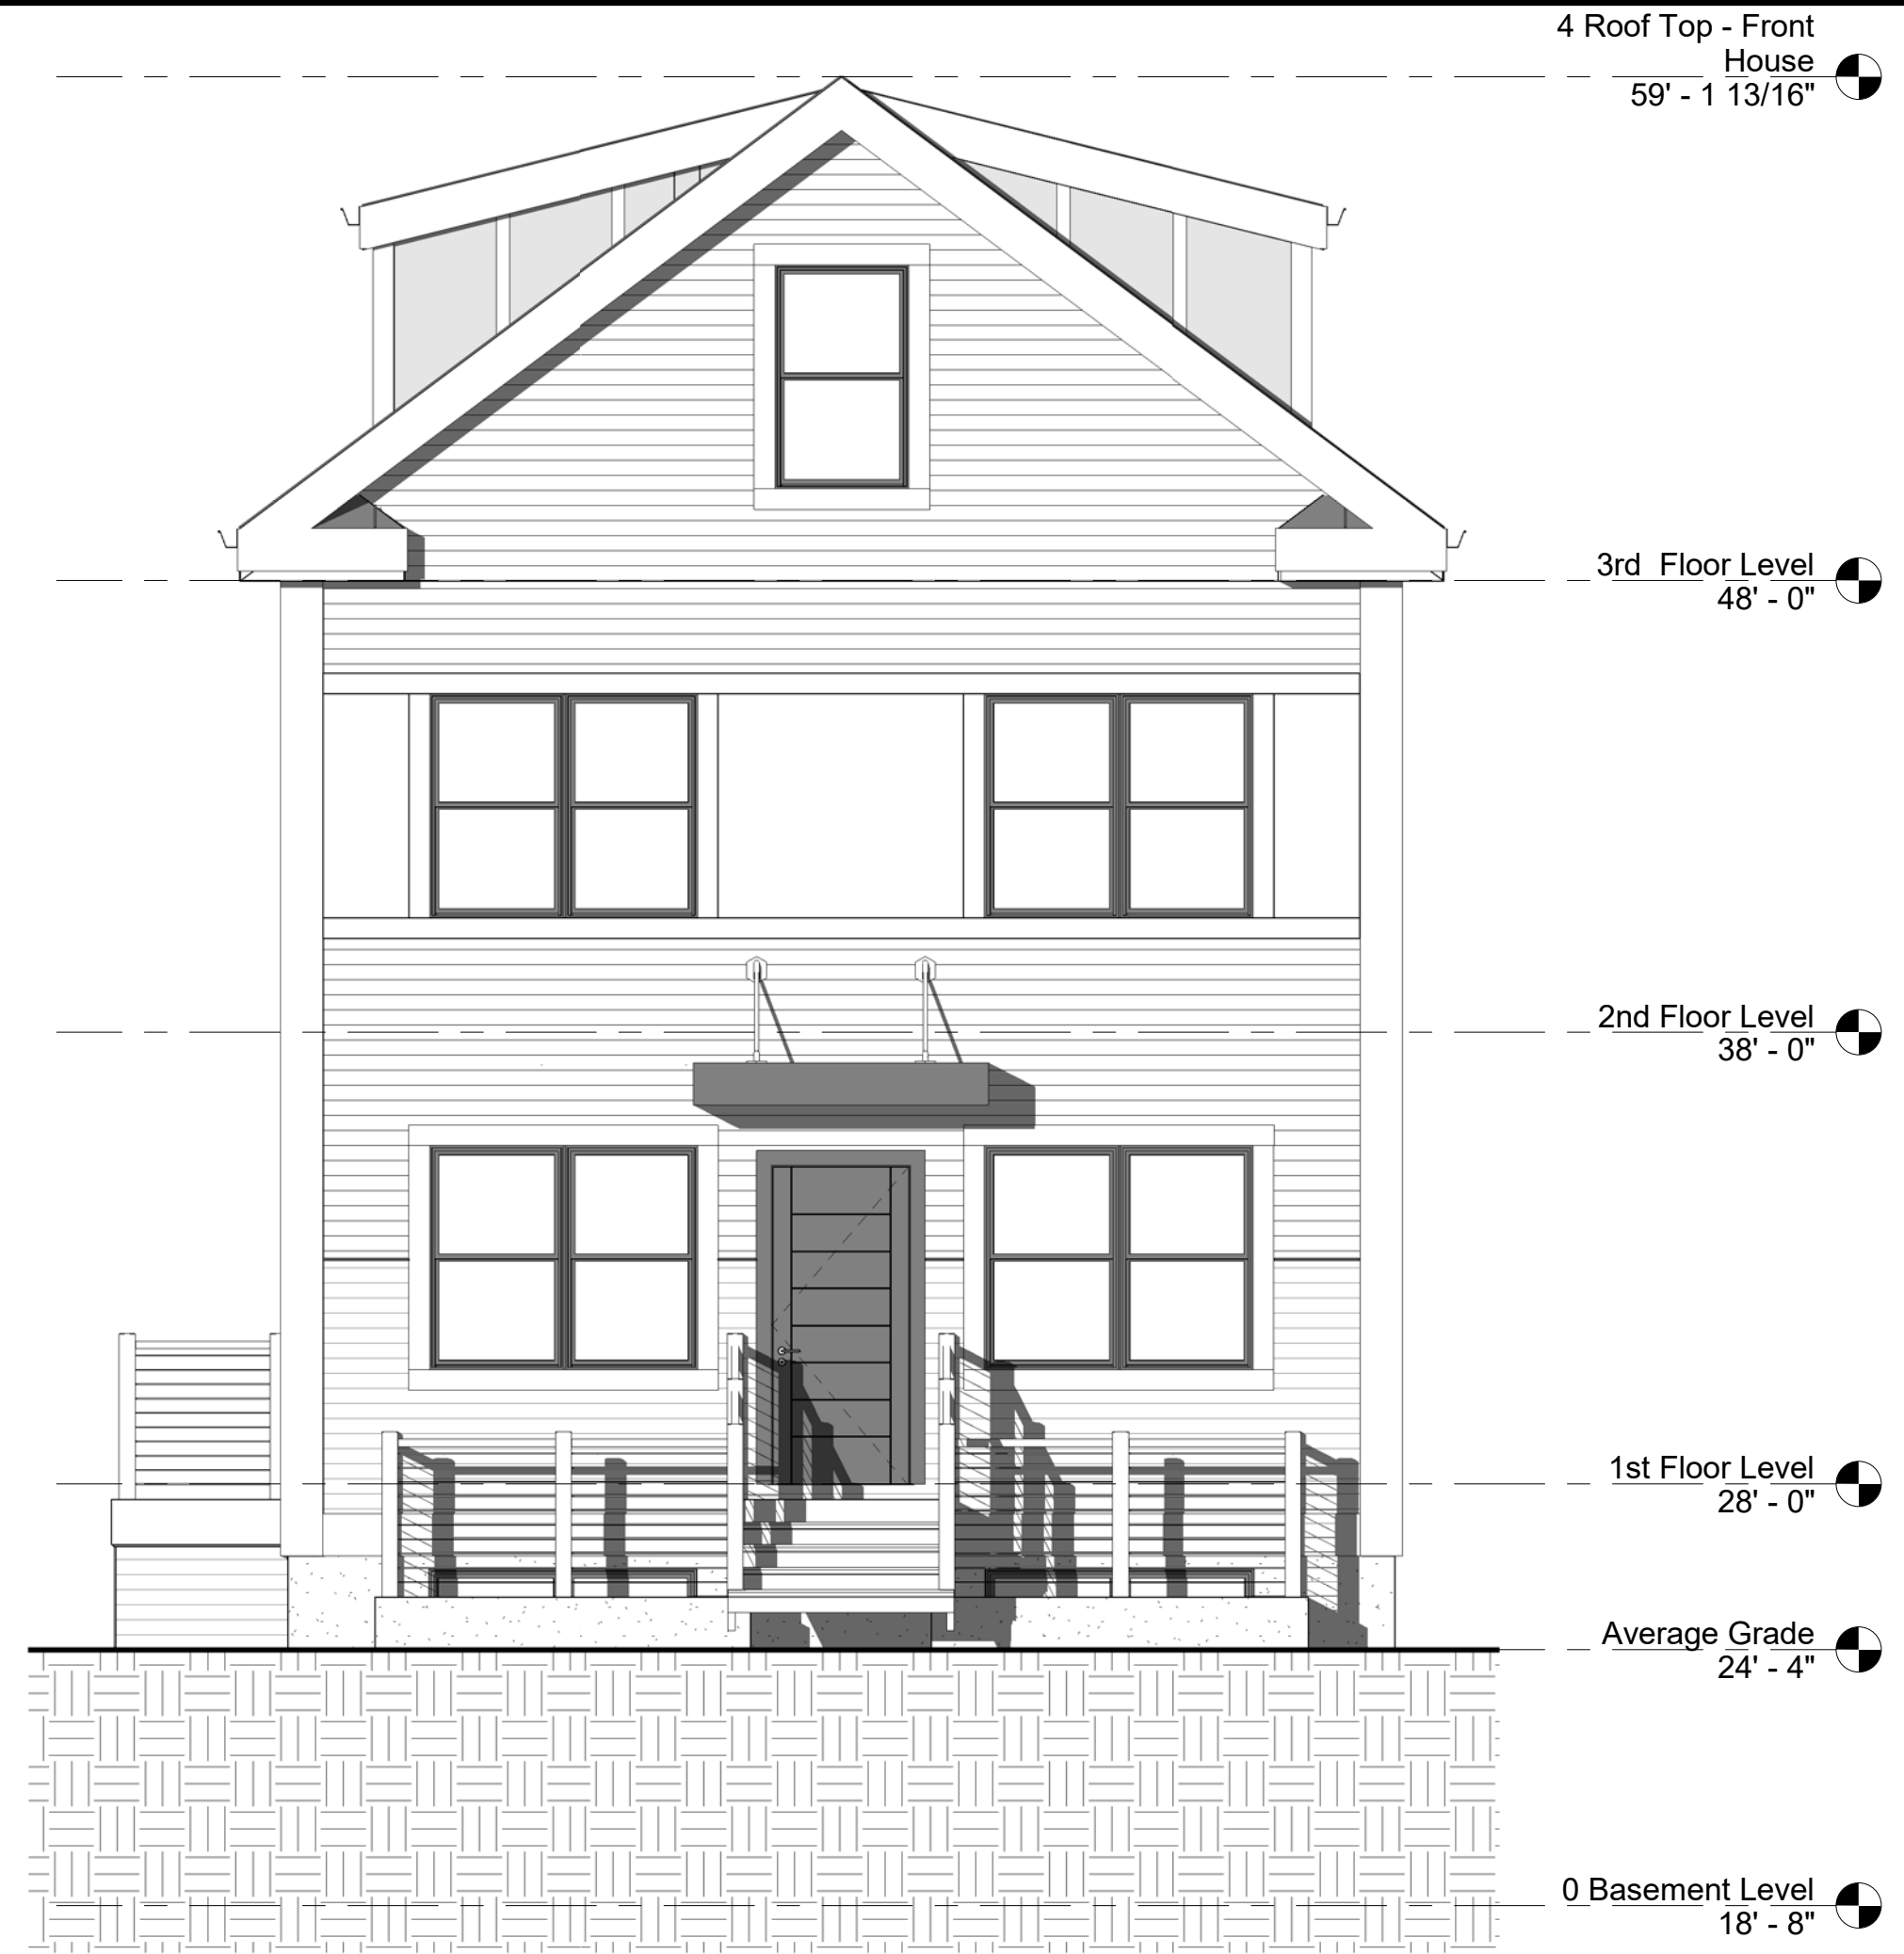 4 Roof Top - Front
House
59' - 1 13/16"
3rd  Floor Level
48' - 0"
2nd Floor Level
38' - 0"
1st Floor Level
28' - 0"
Average Grade
24' - 4"
0 Basement Level
18' - 8"